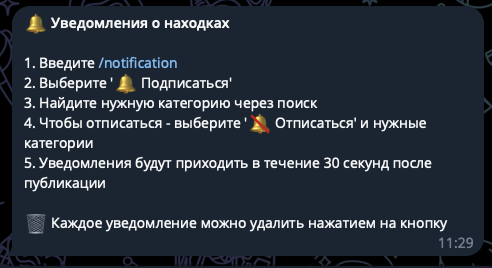 🔔 Уведомления о находках
1. Введите /notification
2. Выберите '🔔 Подписаться'
3. Найдите нужную категорию через поиск
4. Чтобы отписаться - выберите '🔕 Отписаться' и нужные
категории
5. Уведомления будут приходить в течение 30 секунд после
публикации
🗑 Каждое уведомление можно удалить нажатием на кнопку
11:29